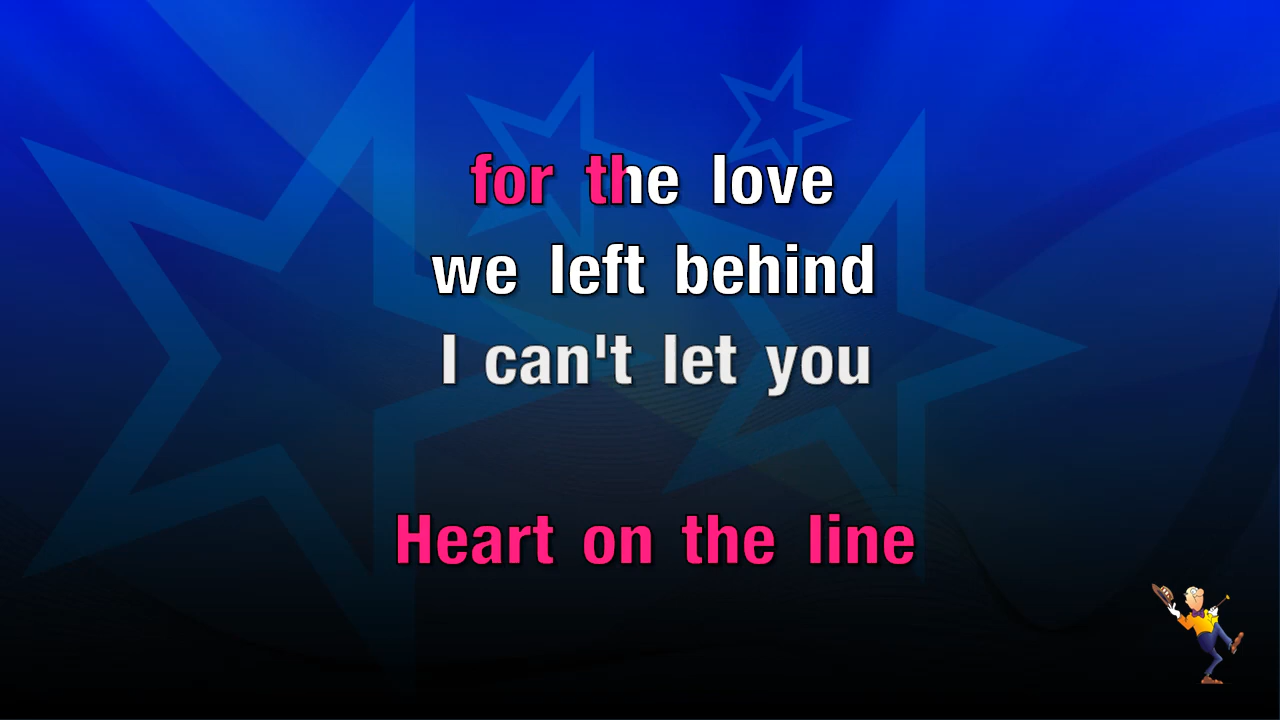 for the love
we left behind
I can't let you
Heart on the line